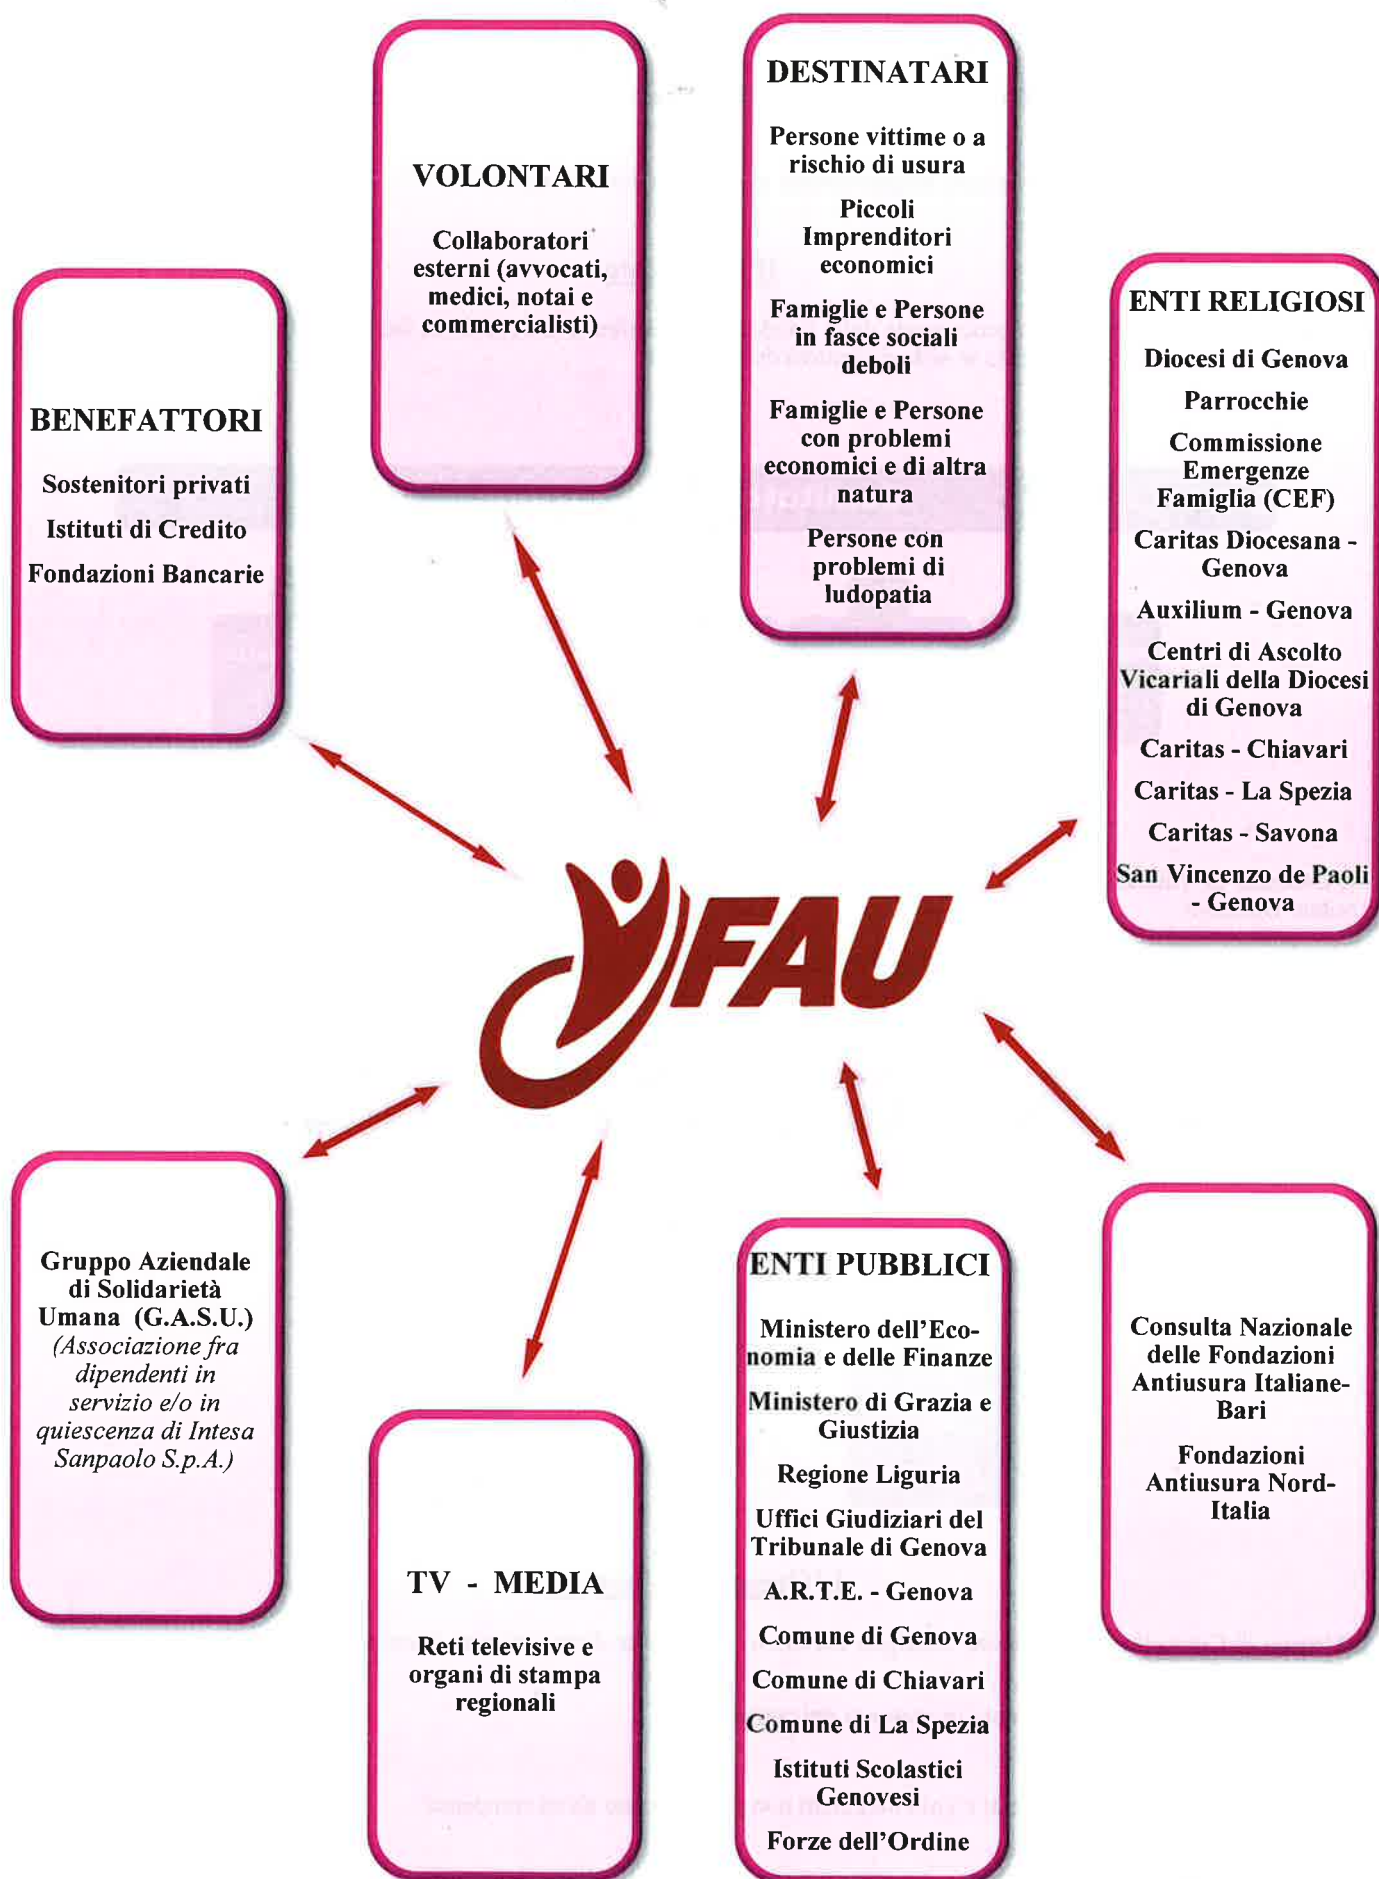 VOLONTARI
Collaboratori
esterni (avvocati,
medici, notai e
commercialisti)
DESTINATARI
Persone vittime o a
rischio di usura
Piccoli
Imprenditori
economici
Famiglie e Persone
in fasce sociali
deboli
Famiglie e Persone
con problemi
economici e di altra
natura
Persone con
problemi di
ludopatia
BENEFATTORI
Sostenitori privati
Istituti di Credito
Fondazioni Bancarie
ENTI RELIGIOSI
Diocesi di Genova
Parrocchie
Commissione
Emergenze
Famiglia (CEF)
Caritas Diocesana -
Genova
Auxilium - Genova
Centri di Ascolto
Vicariali della Diocesi
di Genova
Caritas - Chiavari
Caritas - La Spezia
Caritas - Savona
San Vincenzo de Paoli
- Genova
FAU
Gruppo Aziendale
di Solidarietà
Umana (G.A.S.U.)
(Associazione fra
dipendenti in
servizio e/o in
quiescenza di Intesa
Sanpaolo S.p.A.)
TV - MEDIA
Reti televisive e
organi di stampa
regionali
ENTI PUBBLICI
Ministero dell'Eco-
nomia e delle Finanze
Ministero di Grazia e
Giustizia
Regione Liguria
Uffici Giudiziari del
Tribunale di Genova
A.R.T.E. - Genova
Comune di Genova
Comune di Chiavari
Comune di La Spezia
Istituti Scolastici
Genovesi
Forze dell'Ordine
Consulta Nazionale
delle Fondazioni
Antiusura Italiane-
Bari
Fondazioni
Antiusura Nord-
Italia